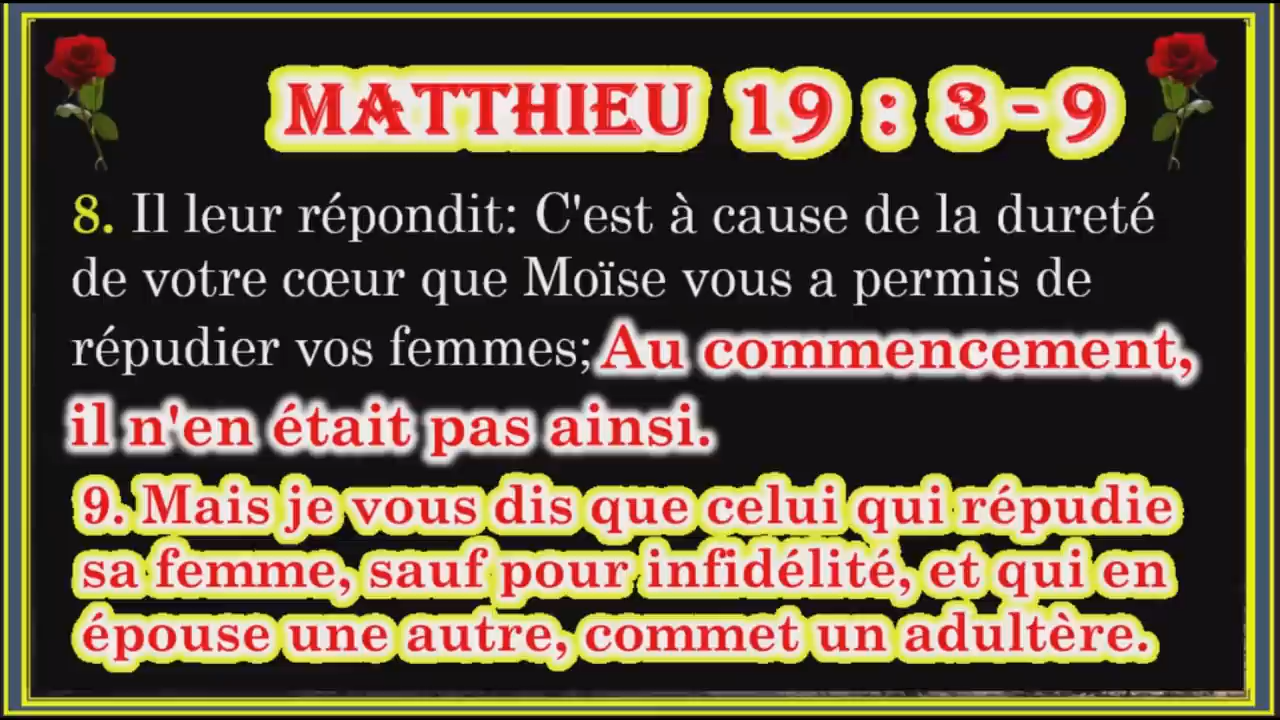 MATTHIEU 19 : 3 - 9
8. Il leur répondit: C'est à cause de la dureté
de votre cœur que Moïse vous a permis de
répudier vos femmes; Au commencement,
il n'en était pas ainsi.
9. Mais je vous dis que celui qui répudie
sa femme, sauf pour infidélité, et qui en
épouse une autre, commet un adultère.